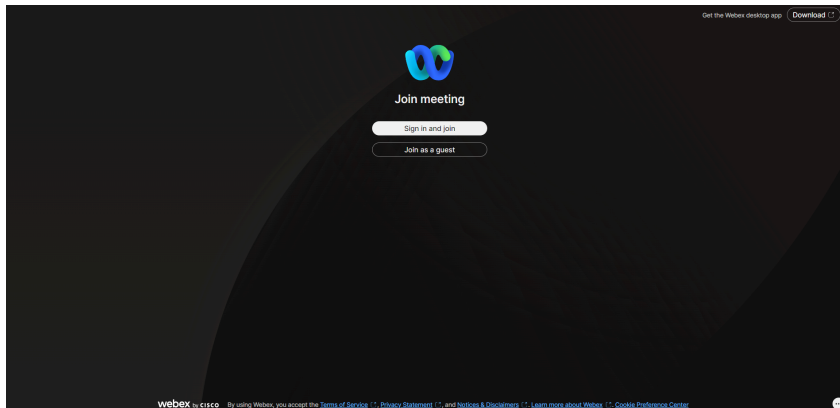 Get the Webex desktop app Download
Join meeting
Sign in and join
Join as a guest
webex by CISCO By using Webex, you accept the Terms of Service, Privacy Statement, and Notices & Disclaimers. Learn more about Webex. Cookie Preference Center